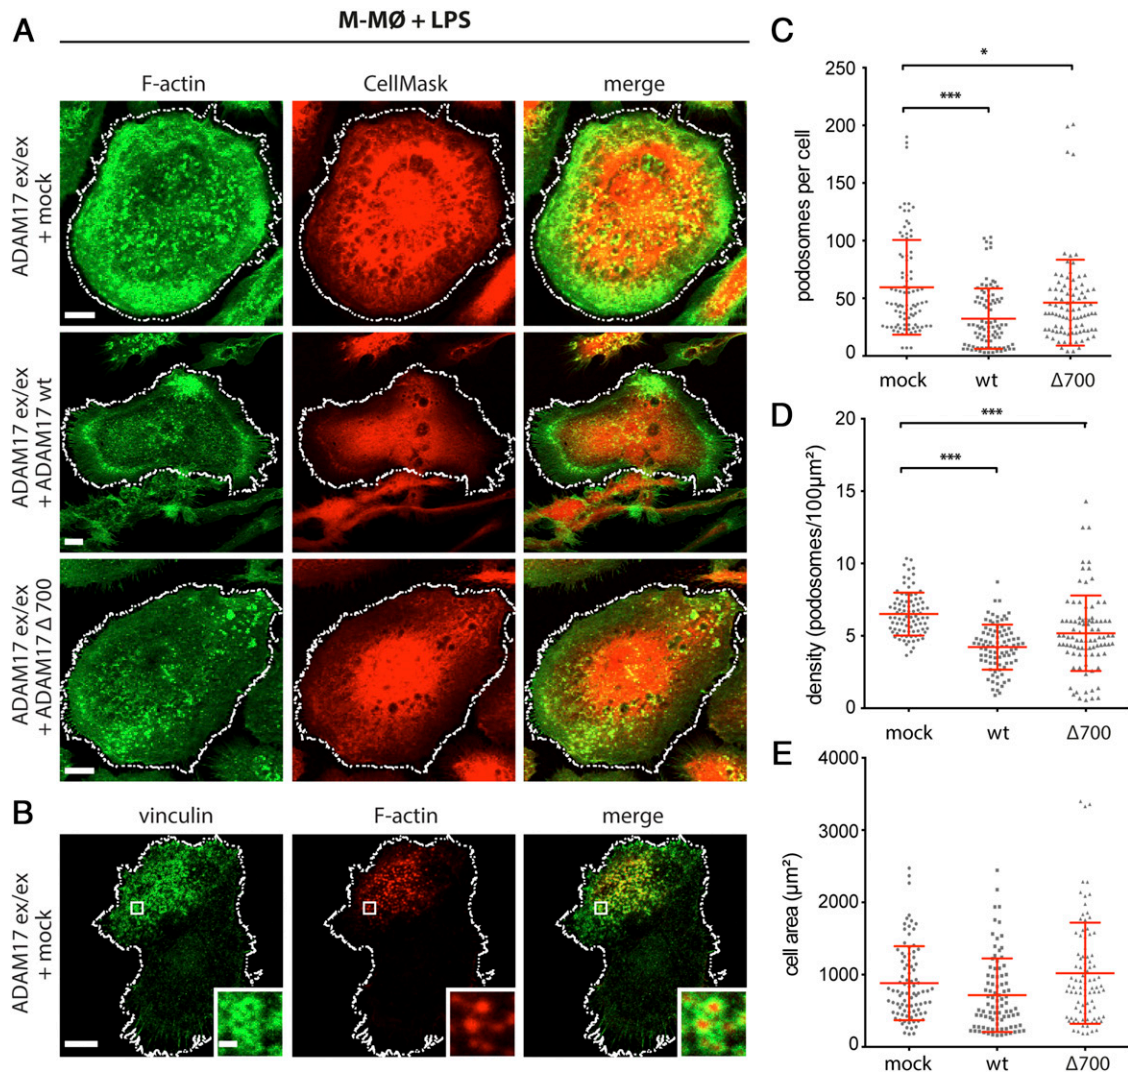 A
M-MØ + LPS
F-actin
CellMask
merge
ADAM17 ex/ex
+ mock
ADAM17 ex/ex
+ ADAM17 wt
ADAM17 ex/ex
+ ADAM17 Δ 700
B
vinculin
F-actin
merge
ADAM17 ex/ex
+ mock
C
podosomes per cell
250
200
150
100
50
0
*
***
mock
wt
Δ700
D
density (podosomes/100µm²)
20
15
10
5
0
***
***
mock
wt
Δ700
E
cell area (µm²)
4000
3000
2000
1000
0
mock
wt
Δ700